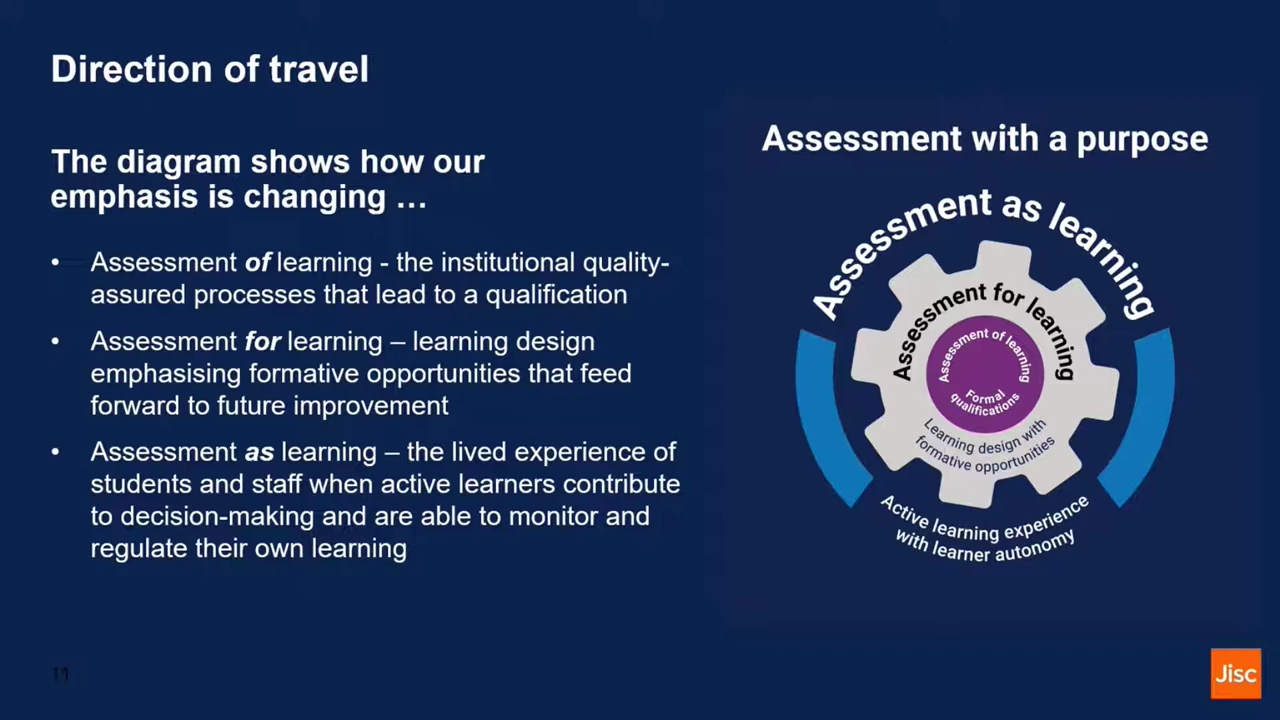 Direction of travel
The diagram shows how our
emphasis is changing …
• Assessment of learning - the institutional quality-
assured processes that lead to a qualification
• Assessment for learning – learning design
emphasising formative opportunities that feed
forward to future improvement
• Assessment as learning – the lived experience of
students and staff when active learners contribute
to decision-making and are able to monitor and
regulate their own learning
Assessment with a purpose
Assessment as learning
Assessment for learning
Assessment of learning
Formal
qualifications
Learning design with
formative opportunities
Active learning experience
with learner autonomy
11
Jisc